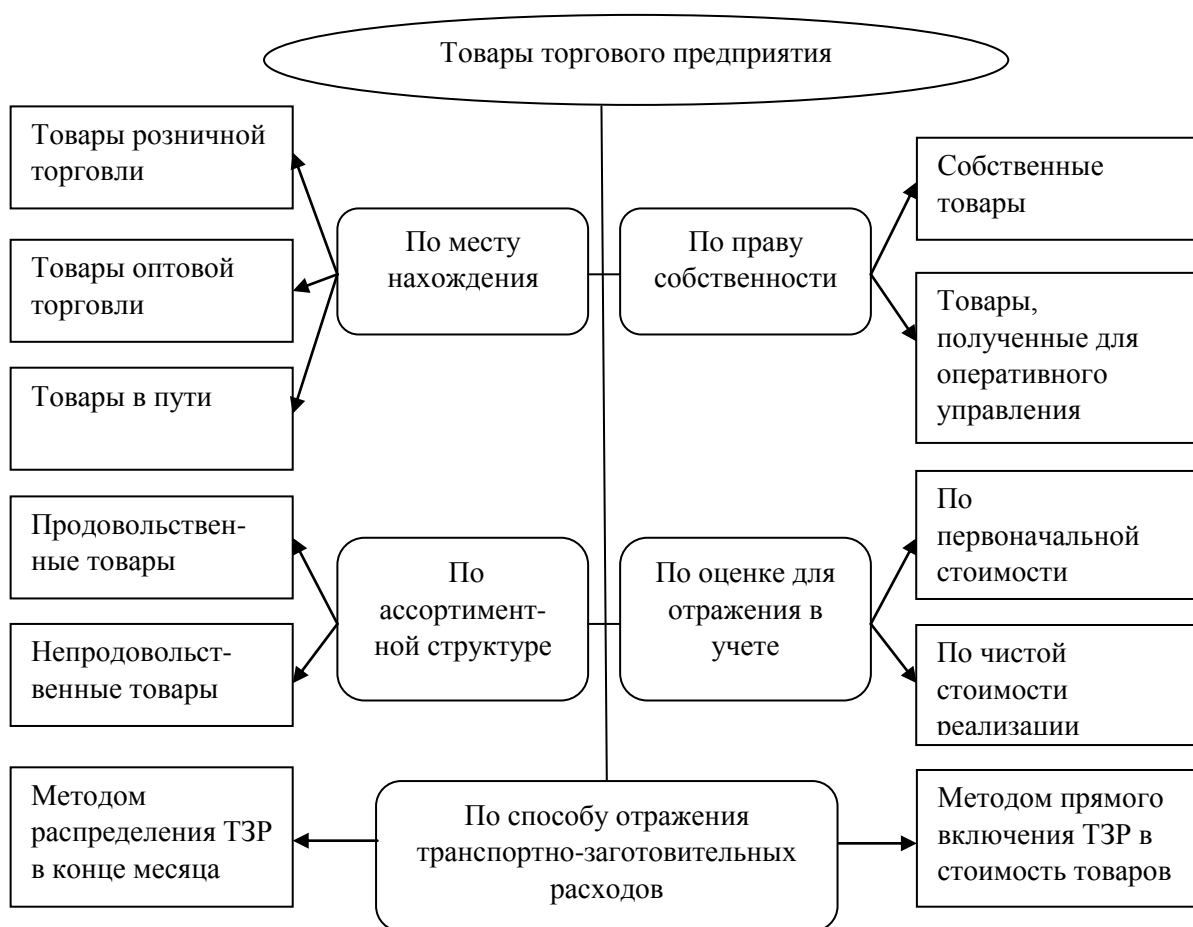 Товары торгового предприятия
Товары розничной
торговли
Товары оптовой
торговли
Товары в пути
По месту
нахождения
По праву
собственности
Собственные
товары
Товары,
полученные для
оперативного
управления
Продовольствен-
ные товары
Непродовольст-
венные товары
По
ассортимент-
ной структуре
По оценке для
отражения в
учете
По
первоначальной
стоимости
По чистой
стоимости
реализации
Методом
распределения ТЗР
в конце месяца
По способу отражения
транспортно-заготовительных
расходов
Методом прямого
включения ТЗР в
стоимость товаров